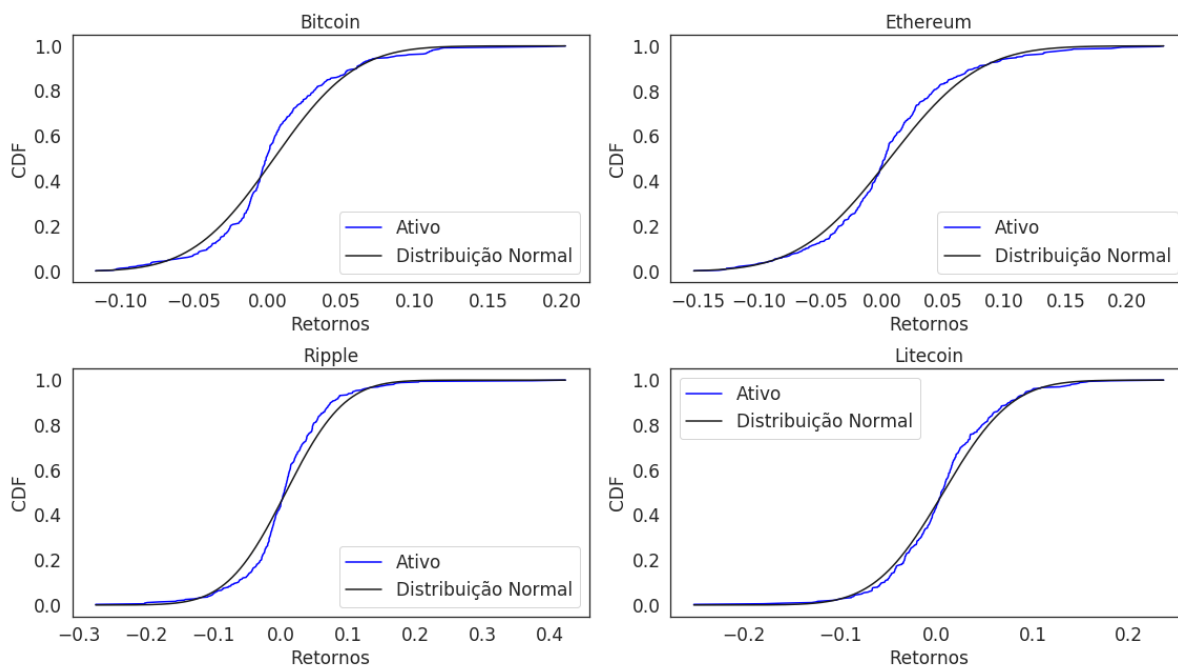 Bitcoin
CDF
1.0
0.8
0.6
0.4
0.2
0.0
Ativo
Distribuição Normal
−0.10 −0.05 0.00 0.05 0.10 0.15 0.20
Retornos
Ethereum
CDF
1.0
0.8
0.6
0.4
0.2
0.0
Ativo
Distribuição Normal
−0.15 −0.10 −0.05 0.00 0.05 0.10 0.15 0.20
Retornos
Ripple
CDF
1.0
0.8
0.6
0.4
0.2
0.0
Ativo
Distribuição Normal
−0.3 −0.2 −0.1 0.0 0.1 0.2 0.3 0.4
Retornos
Litecoin
CDF
1.0
0.8
0.6
0.4
0.2
0.0
Ativo
Distribuição Normal
−0.2 −0.1 0.0 0.1 0.2
Retornos